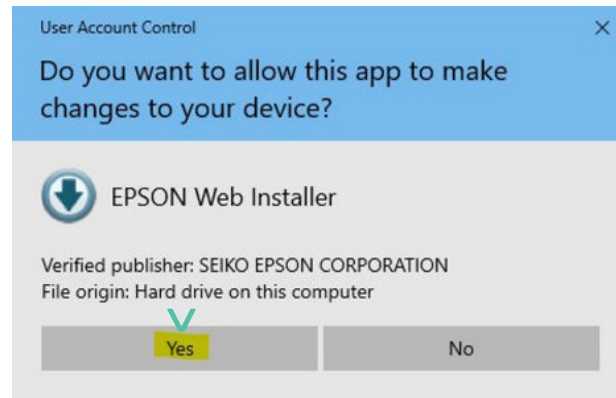 User Account Control
Do you want to allow this app to make
changes to your device?
EPSON Web Installer
Verified publisher: SEIKO EPSON CORPORATION
File origin: Hard drive on this computer
Yes
No